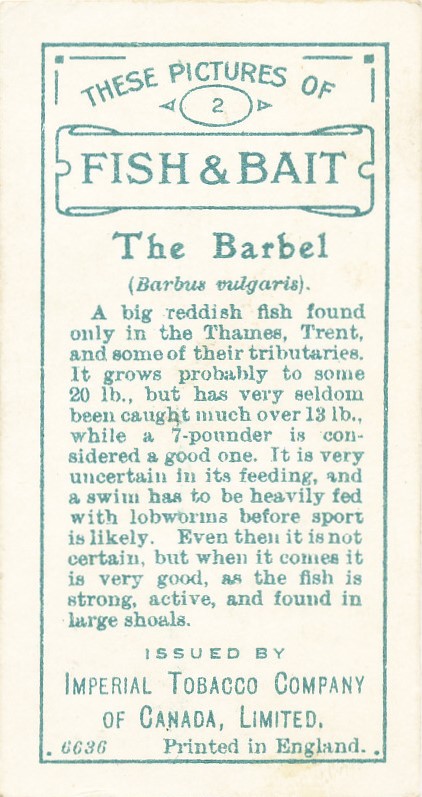 THESE PICTURES OF
2
FISH & BAIT
The Barbel
(Barbus vulgaris).
A big reddish fish found
only in the Thames, Trent,
and some of their tributaries.
It grows probably to some
20 lb., but has very seldom
been caught much over 13 lb.,
while a 7-pounder is con-
sidered a good one. It is very
uncertain in its feeding, and
a swim has to be heavily fed
with lobworms before sport
is likely. Even then it is not
certain, but when it comes it
is very good, as the fish is
strong, active, and found in
large shoals.
ISSUED BY
IMPERIAL TOBACCO COMPANY
OF CANADA, LIMITED.
6636 Printed in England.